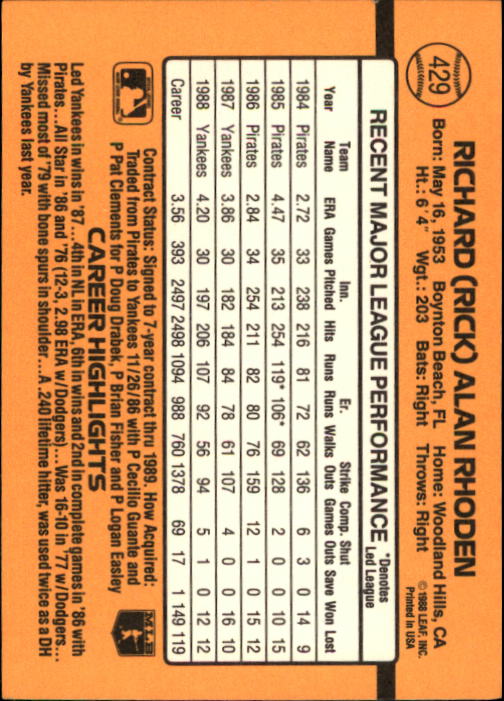 429
RICHARD (RICK) ALAN RHODEN
Born: May 16, 1953 Boynton Beach, FL Home: Woodland Hills, CA
Ht.: 6'4" Wgt.: 203 Bats: Right Throws: Right
© 1988 LEAF, INC.
Printed in USA
RECENT MAJOR LEAGUE PERFORMANCE
*Denotes
Led League
Team Inn. Er. Strike Comp. Shut
Year Name ERA Games Pitched Hits Runs Runs Walks Outs Games Outs Save Won Lost
1984 Pirates 2.72 33 238 216 81 72 62 136 6 3 0 14 9
1985 Pirates 4.47 35 213 254 119* 106* 69 128 2 0 0 10 15
1986 Pirates 2.84 34 254 211 82 80 76 159 12 1 0 15 12
1987 Yankees 3.86 30 182 184 84 78 61 107 4 0 0 16 10
1988 Yankees 4.20 30 197 206 107 92 56 94 5 1 0 12 12
Career 3.56 393 2497 2498 1094 988 760 1378 69 17 1 149 119
Contract Status: Signed to 7-year contract thru 1989. How Acquired:
Traded from Pirates to Yankees 11/26/86 with P Cecilio Guante and
P Pat Clements for P Doug Drabek, P Brian Fisher and P Logan Easley
MLB
CAREER HIGHLIGHTS
Led Yankees in wins in '87...4th in NL in ERA, 6th in wins and 2nd in complete games in '86 with
Pirates...All Star in '86 and '76 (12-3, 2.98 ERA w/Dodgers)...Was 16-10 in '77 w/Dodgers...
Missed most of '79 with bone spurs in shoulder...A .240 lifetime hitter, was used twice as a DH
by Yankees last year.